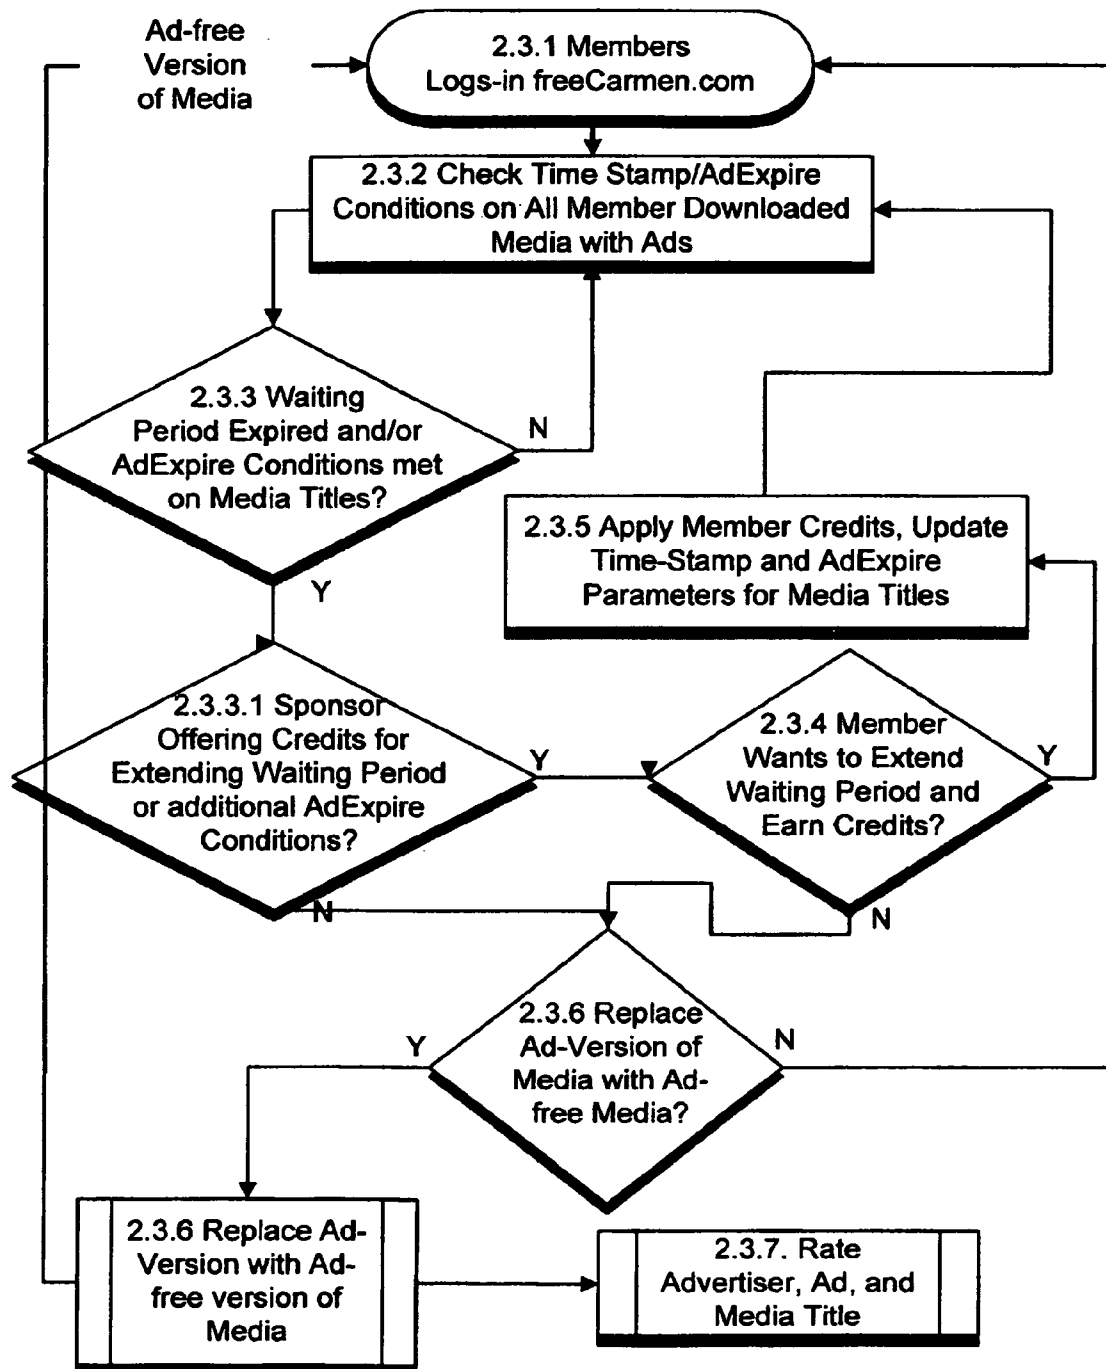 Ad-free
Version
of Media
2.3.1 Members
Logs-in freeCarmen.com
2.3.2 Check Time Stamp/AdExpire
Conditions on All Member Downloaded
Media with Ads
2.3.3 Waiting
Period Expired and/or
AdExpire Conditions met
on Media Titles?
N
Y
2.3.5 Apply Member Credits, Update
Time-Stamp and AdExpire
Parameters for Media Titles
2.3.3.1 Sponsor
Offering Credits for
Extending Waiting Period
or additional AdExpire
Conditions?
Y
N
2.3.4 Member
Wants to Extend
Waiting Period and
Earn Credits?
Y
N
2.3.6 Replace
Ad-Version of
Media with Ad-
free Media?
Y
N
2.3.6 Replace Ad-
Version with Ad-
free version of
Media
2.3.7. Rate
Advertiser, Ad, and
Media Title